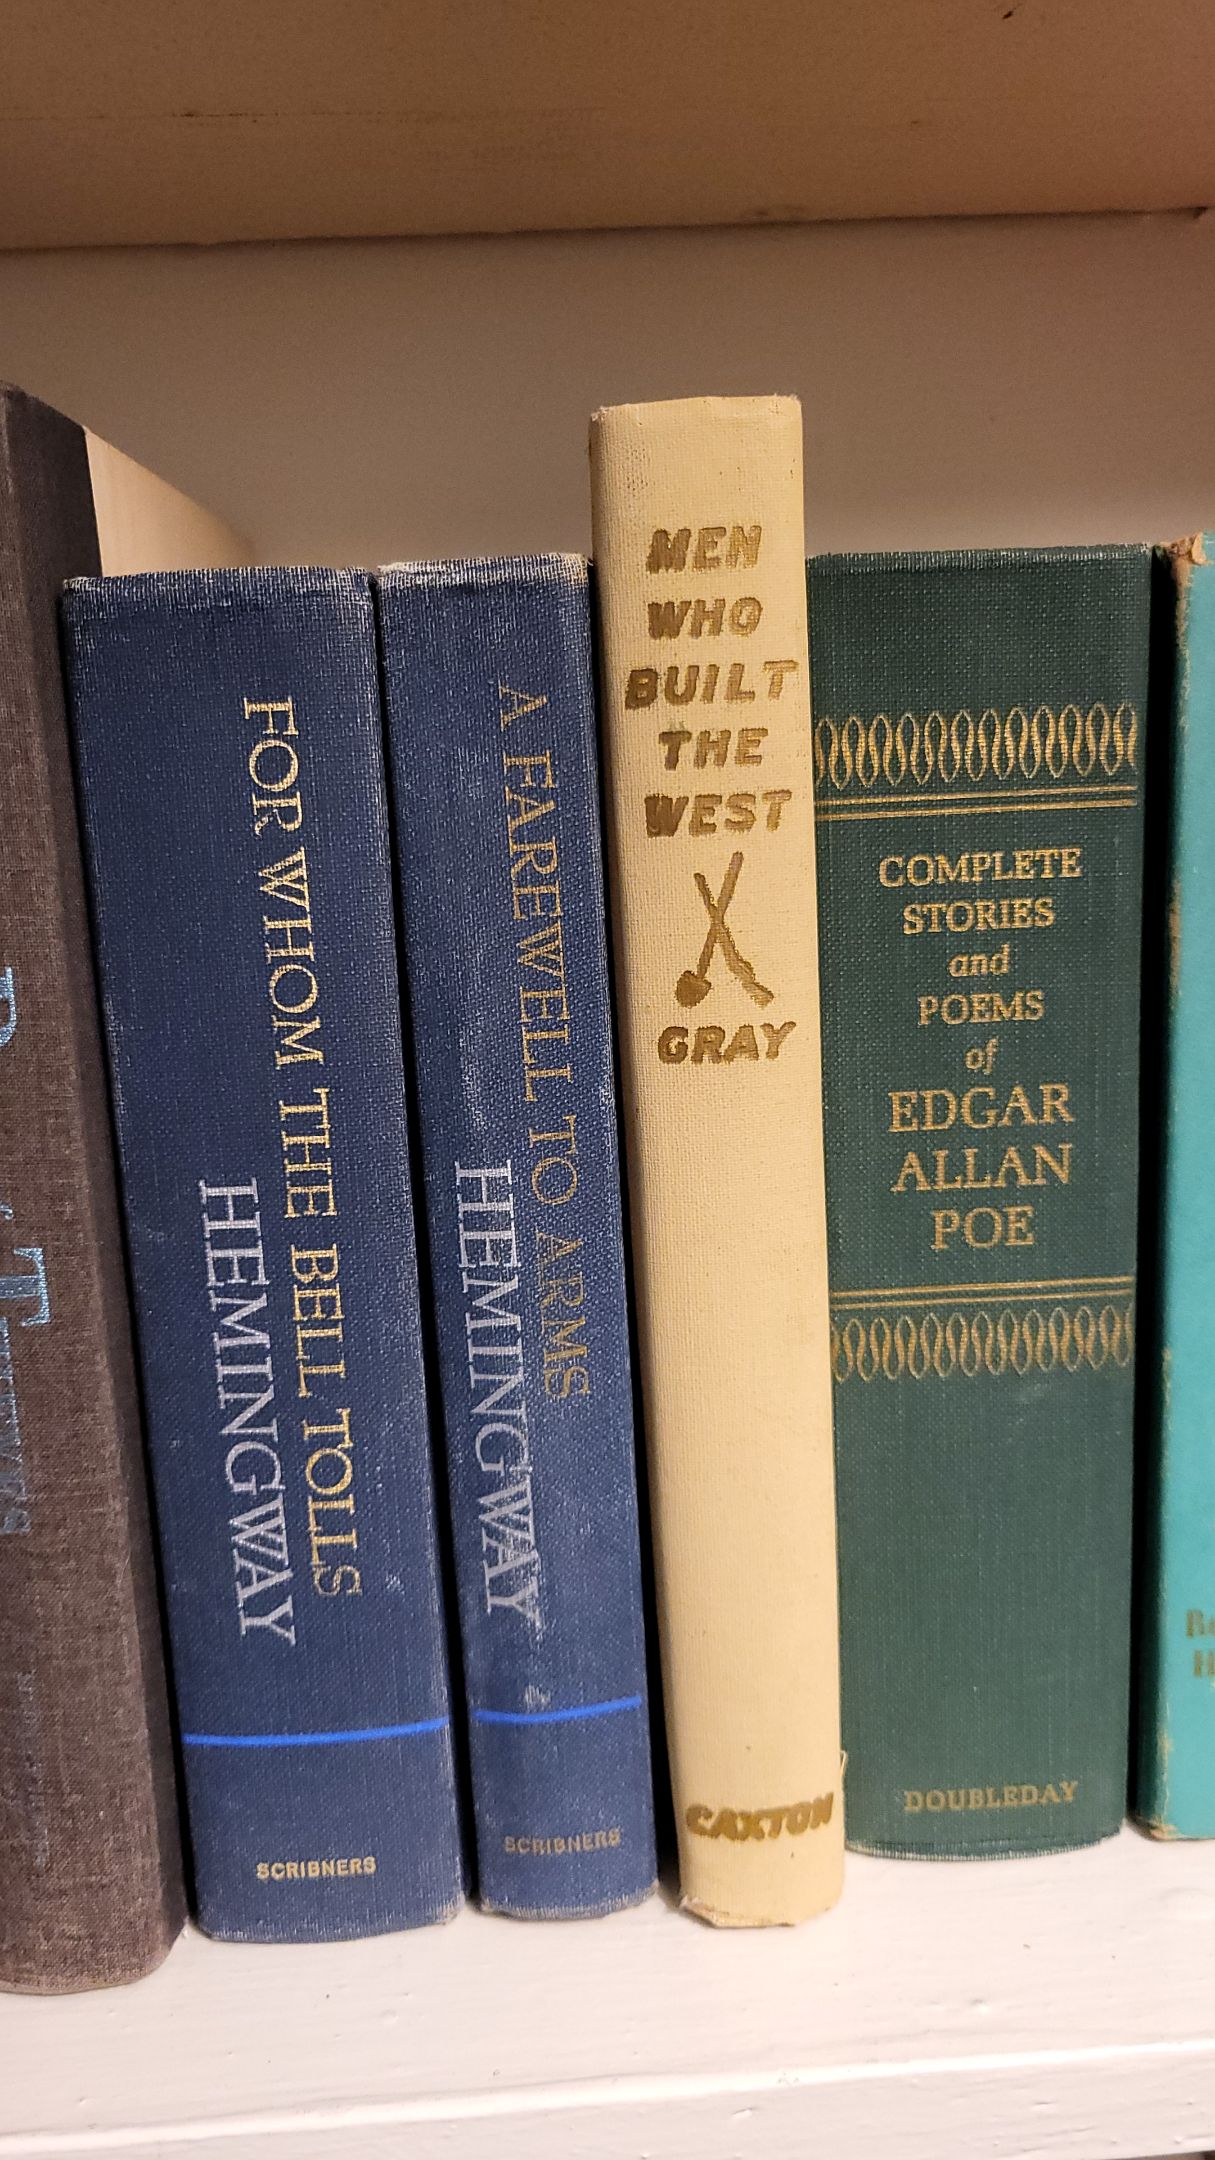 FOR WHOM THE BELL TOLLS
HEMINGWAY
SCRIBNERS
A FAREWELL TO ARMS
HEMINGWAY
SCRIBNERS
MEN
WHO
BUILT
THE
WEST
GRAY
CAXTON
COMPLETE
STORIES
and
POEMS
of
EDGAR
ALLAN
POE
DOUBLEDAY